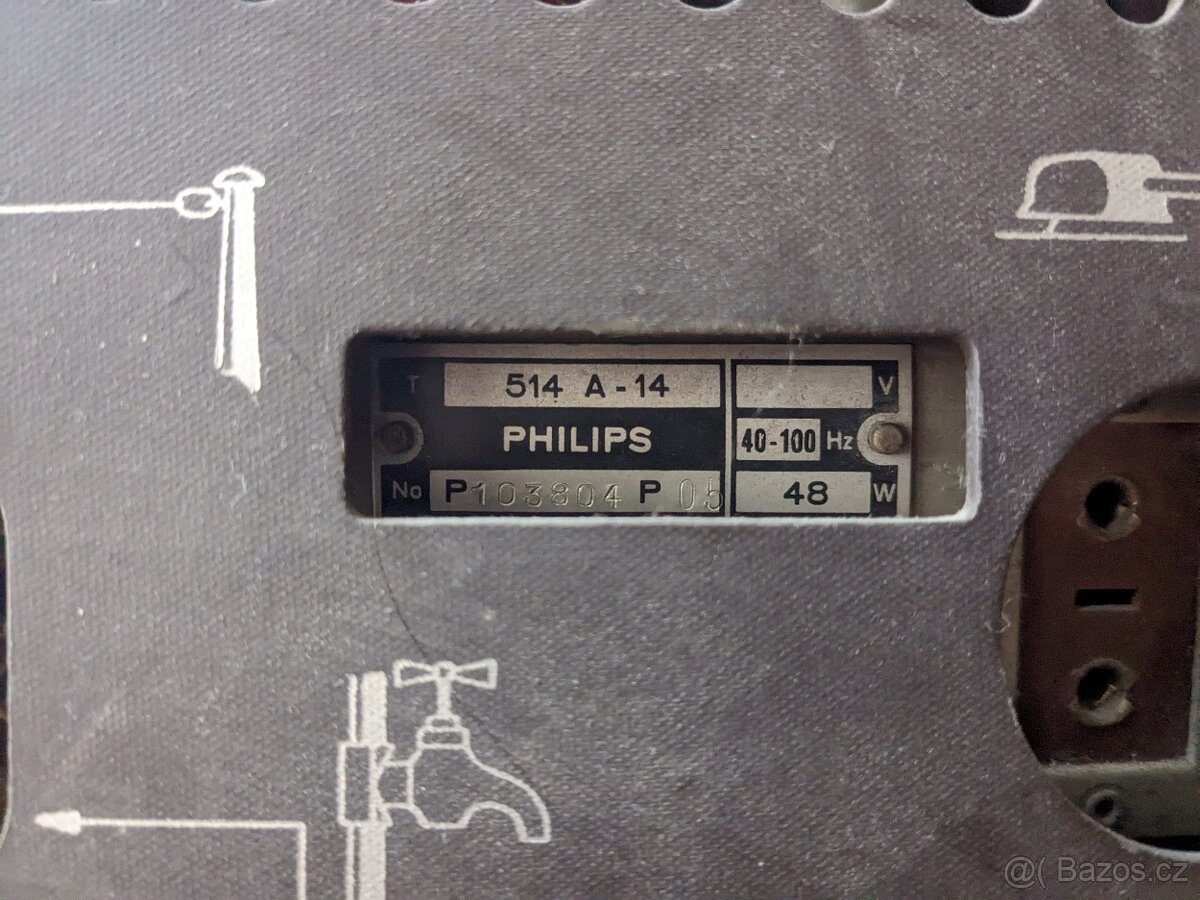 T 514 A - 14 V
PHILIPS 40-100 Hz
No P103804 P 05 48 W
@( Bazos.cz